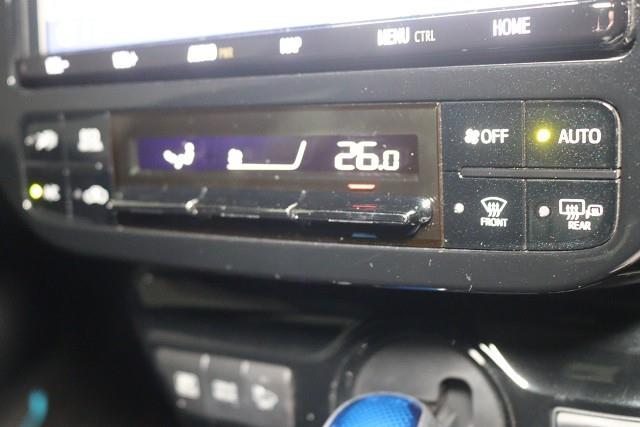 MENU CTRL HOME
26.0
OFF AUTO
FRONT REAR